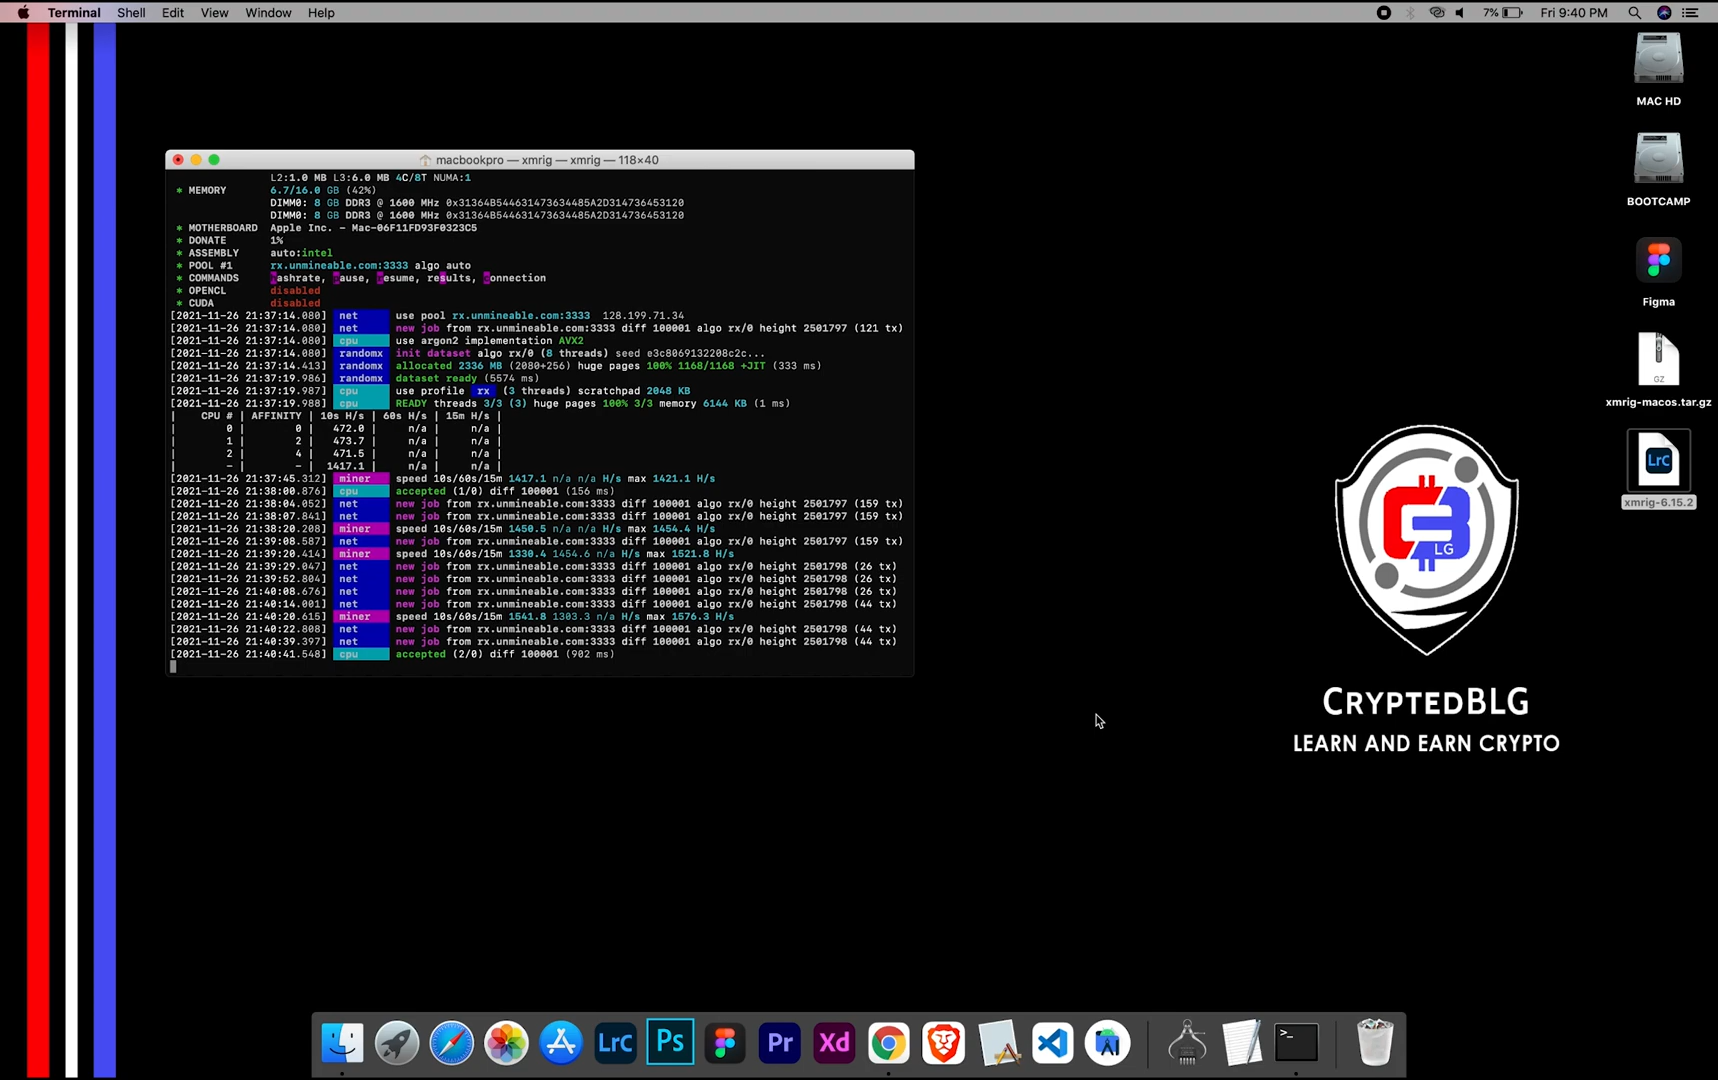 Terminal Shell Edit View Window Help
7% Fri 9:40 PM
macbookpro — xmrig — xmrig — 118×40
L2:1.0 MB L3:6.0 MB 4C/8T NUMA:1
* MEMORY 6.7/16.0 GB (42%)
DIMM0: 8 GB DDR3 @ 1600 MHz 0x31364B544631473634485A2D314736453120
DIMM0: 8 GB DDR3 @ 1600 MHz 0x31364B544631473634485A2D314736453120
* MOTHERBOARD Apple Inc. - Mac-06F11FD93F0323C5
* DONATE 1%
* ASSEMBLY auto:intel
* POOL #1 rx.unmineable.com:3333 algo auto
* COMMANDS hashrate, pause, resume, results, connection
* OPENCL disabled
* CUDA disabled
[2021-11-26 21:37:14.080] net use pool rx.unmineable.com:3333 128.199.71.34
[2021-11-26 21:37:14.080] net new job from rx.unmineable.com:3333 diff 100001 algo rx/0 height 2501797 (121 tx)
[2021-11-26 21:37:14.080] cpu use argon2 implementation AVX2
[2021-11-26 21:37:14.080] randomx init dataset algo rx/0 (8 threads) seed e3c8069132208c2c...
[2021-11-26 21:37:14.413] randomx allocated 2336 MB (2080+256) huge pages 100% 1168/1168 +JIT (333 ms)
[2021-11-26 21:37:19.986] randomx dataset ready (5574 ms)
[2021-11-26 21:37:19.987] cpu use profile rx (3 threads) scratchpad 2048 KB
[2021-11-26 21:37:19.988] cpu READY threads 3/3 (3) huge pages 100% 3/3 memory 6144 KB (1 ms)
| CPU # | AFFINITY | 10s H/s | 60s H/s | 15m H/s |
| 0 | 0 | 472.0 | n/a | n/a |
| 1 | 2 | 473.7 | n/a | n/a |
| 2 | 4 | 471.5 | n/a | n/a |
| - | - | 1417.1 | n/a | n/a |
[2021-11-26 21:37:45.312] miner speed 10s/60s/15m 1417.1 n/a n/a H/s max 1421.1 H/s
[2021-11-26 21:38:00.876] cpu accepted (1/0) diff 100001 (156 ms)
[2021-11-26 21:38:04.052] net new job from rx.unmineable.com:3333 diff 100001 algo rx/0 height 2501797 (159 tx)
[2021-11-26 21:38:07.841] net new job from rx.unmineable.com:3333 diff 100001 algo rx/0 height 2501797 (159 tx)
[2021-11-26 21:38:20.208] miner speed 10s/60s/15m 1450.5 n/a n/a H/s max 1454.4 H/s
[2021-11-26 21:39:08.587] net new job from rx.unmineable.com:3333 diff 100001 algo rx/0 height 2501797 (159 tx)
[2021-11-26 21:39:20.414] miner speed 10s/60s/15m 1330.4 1454.6 n/a H/s max 1521.8 H/s
[2021-11-26 21:39:29.047] net new job from rx.unmineable.com:3333 diff 100001 algo rx/0 height 2501798 (26 tx)
[2021-11-26 21:39:52.804] net new job from rx.unmineable.com:3333 diff 100001 algo rx/0 height 2501798 (26 tx)
[2021-11-26 21:40:08.676] net new job from rx.unmineable.com:3333 diff 100001 algo rx/0 height 2501798 (26 tx)
[2021-11-26 21:40:14.001] net new job from rx.unmineable.com:3333 diff 100001 algo rx/0 height 2501798 (44 tx)
[2021-11-26 21:40:20.615] miner speed 10s/60s/15m 1541.8 1303.3 n/a H/s max 1576.3 H/s
[2021-11-26 21:40:22.808] net new job from rx.unmineable.com:3333 diff 100001 algo rx/0 height 2501798 (44 tx)
[2021-11-26 21:40:39.397] net new job from rx.unmineable.com:3333 diff 100001 algo rx/0 height 2501798 (44 tx)
[2021-11-26 21:40:41.548] cpu accepted (2/0) diff 100001 (902 ms)
MAC HD
BOOTCAMP
Figma
GZ
xmrig-macos.tar.gz
LrC
xmrig-6.15.2
LG
CRYPTEDBLG
LEARN AND EARN CRYPTO
LrC Ps Pr Xd